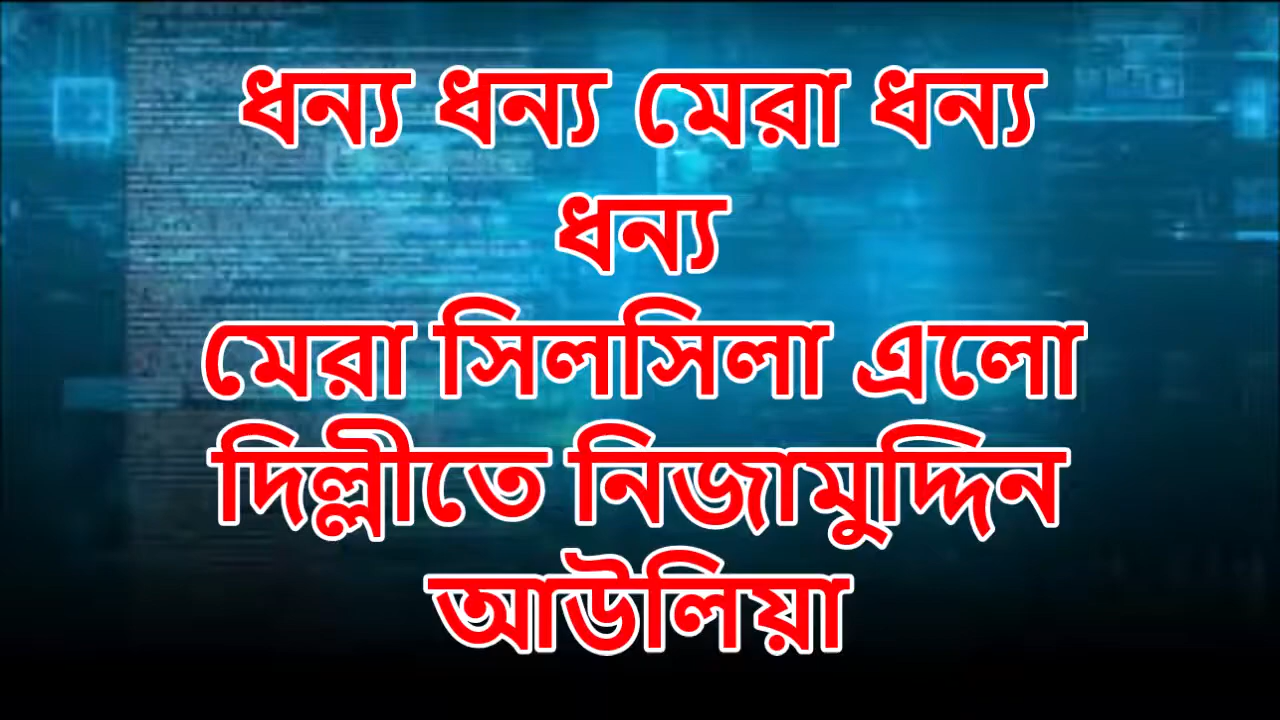 ধন্য ধন্য মেরা ধন্য
ধন্য
মেরা সিলসিলা এলো
দিল্লীতে নিজামুদ্দিন
আউলিয়া